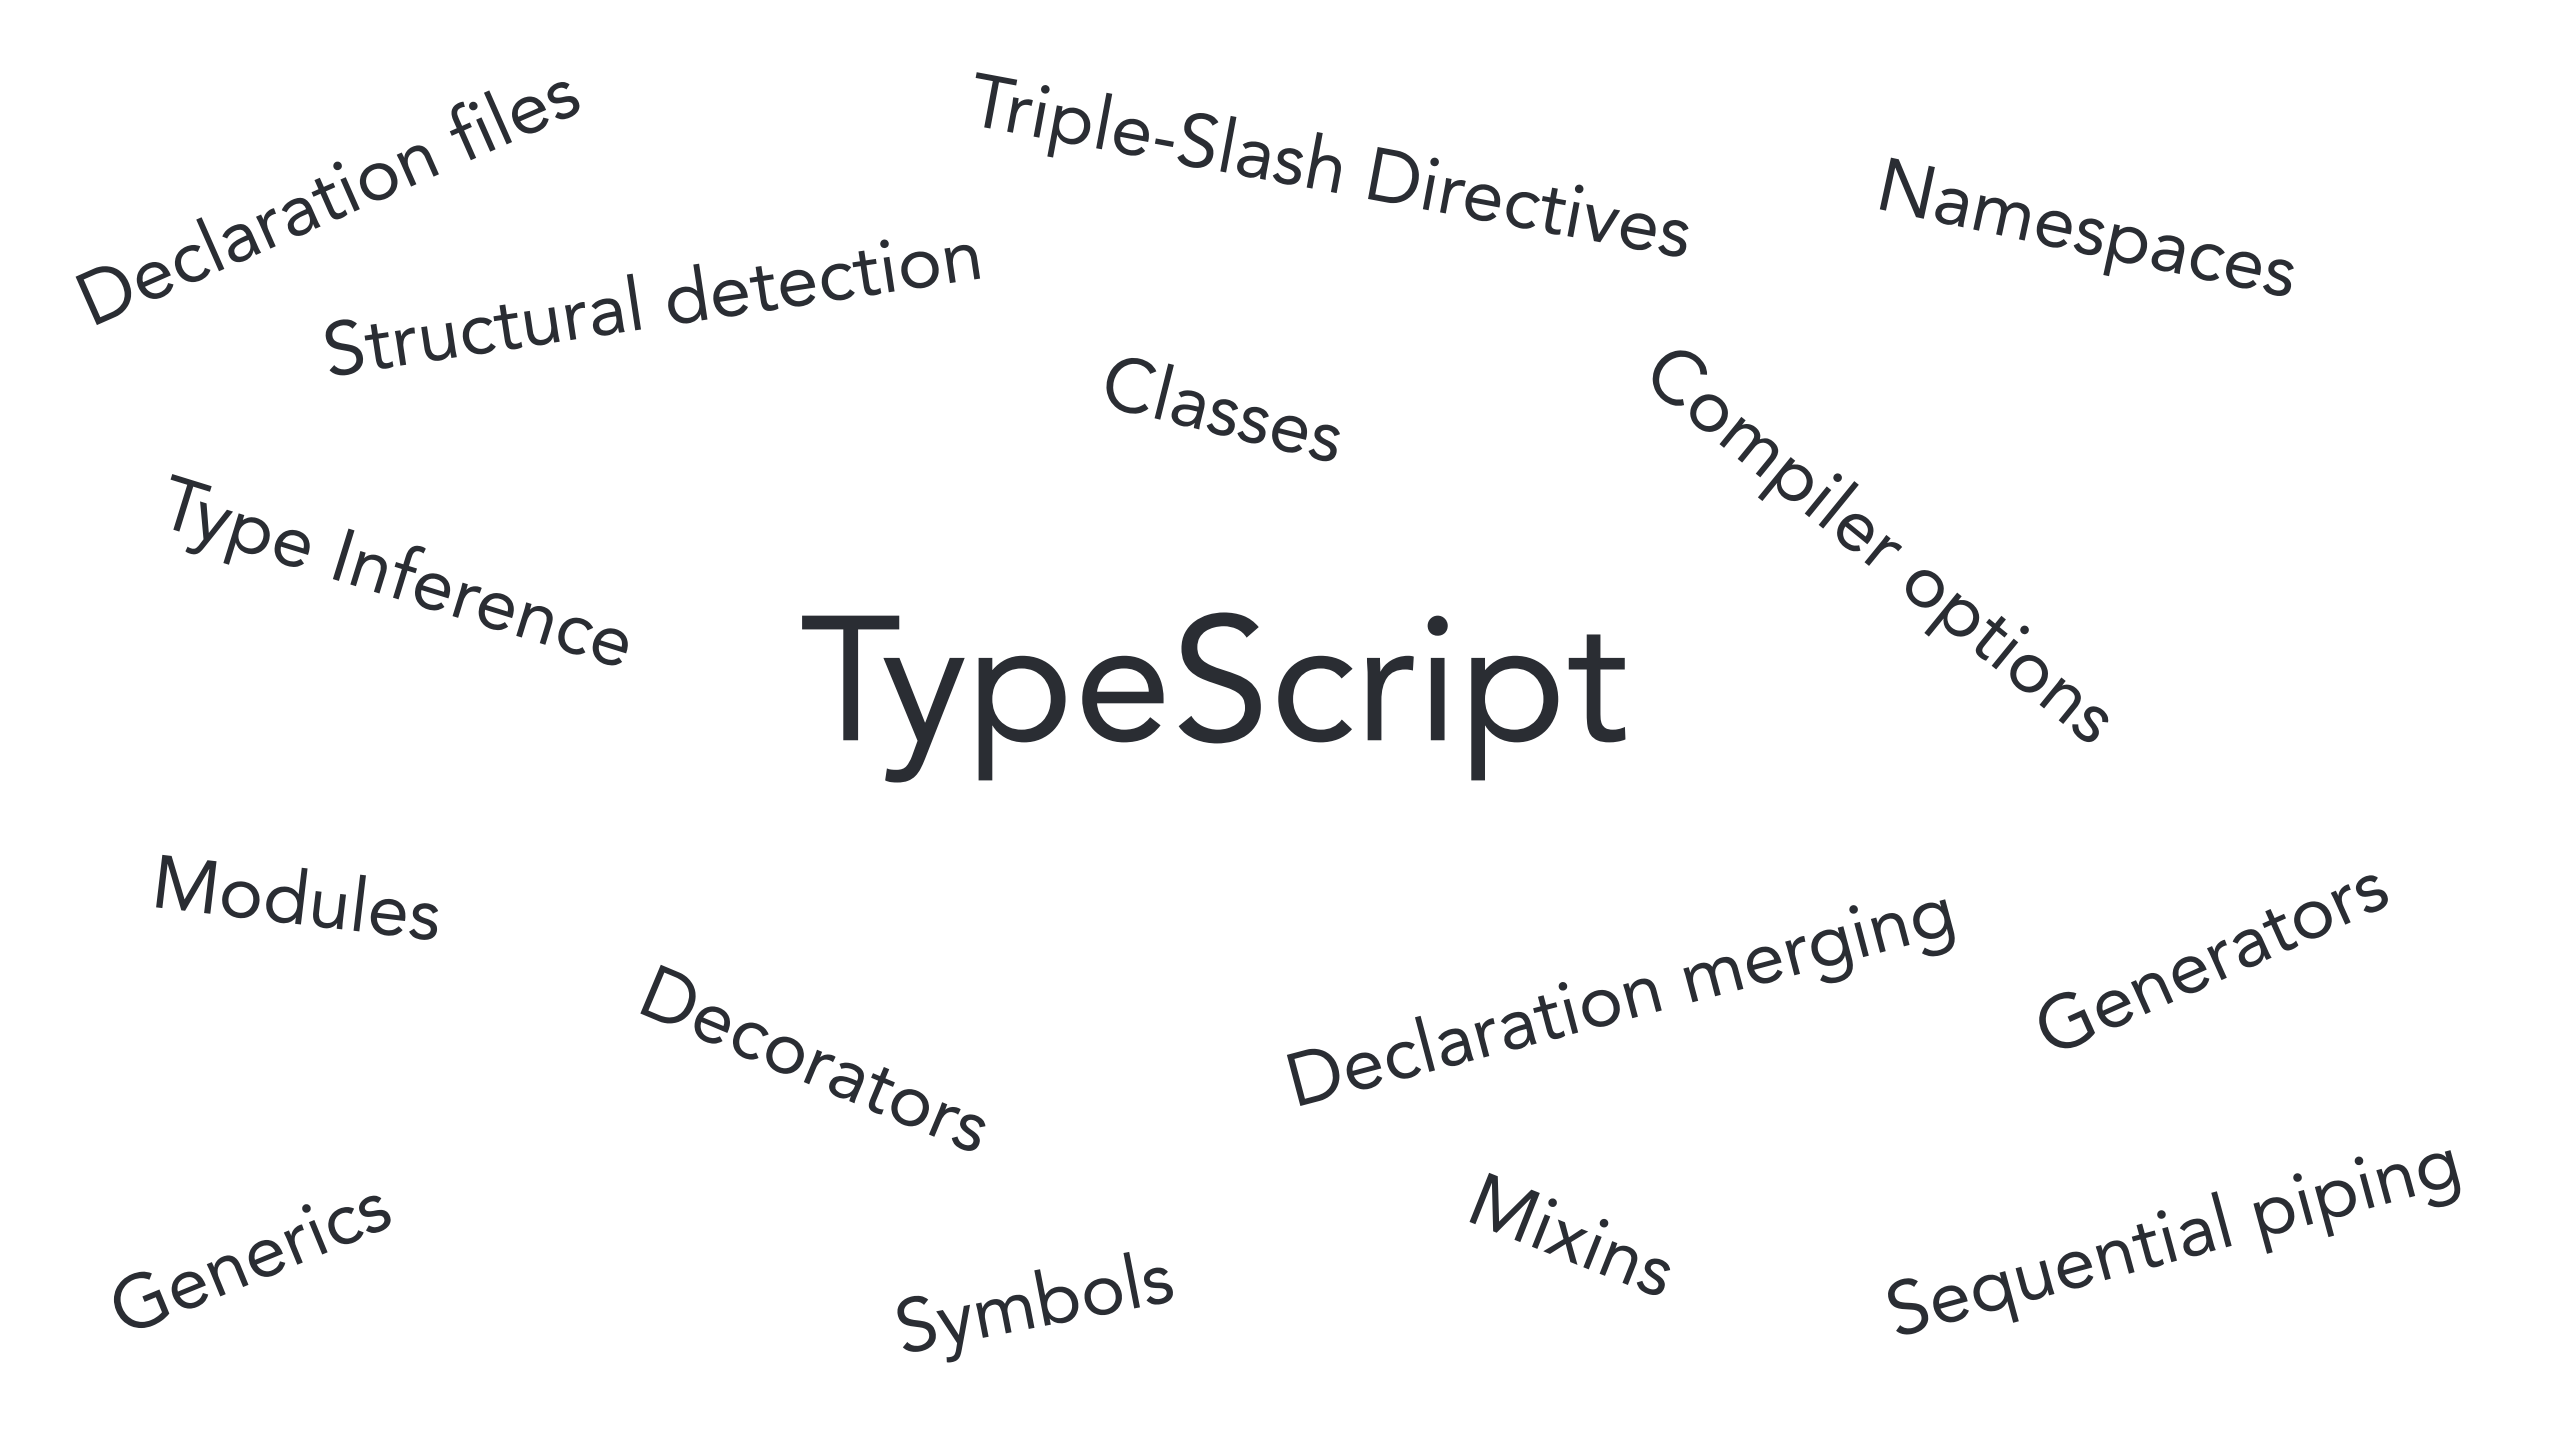 Declaration files
Triple-Slash Directives
Namespaces
Structural detection
Classes
Compiler options
Type Inference
TypeScript
Modules
Generators
Declaration merging
Decorators
Sequential piping
Mixins
Generics
Symbols